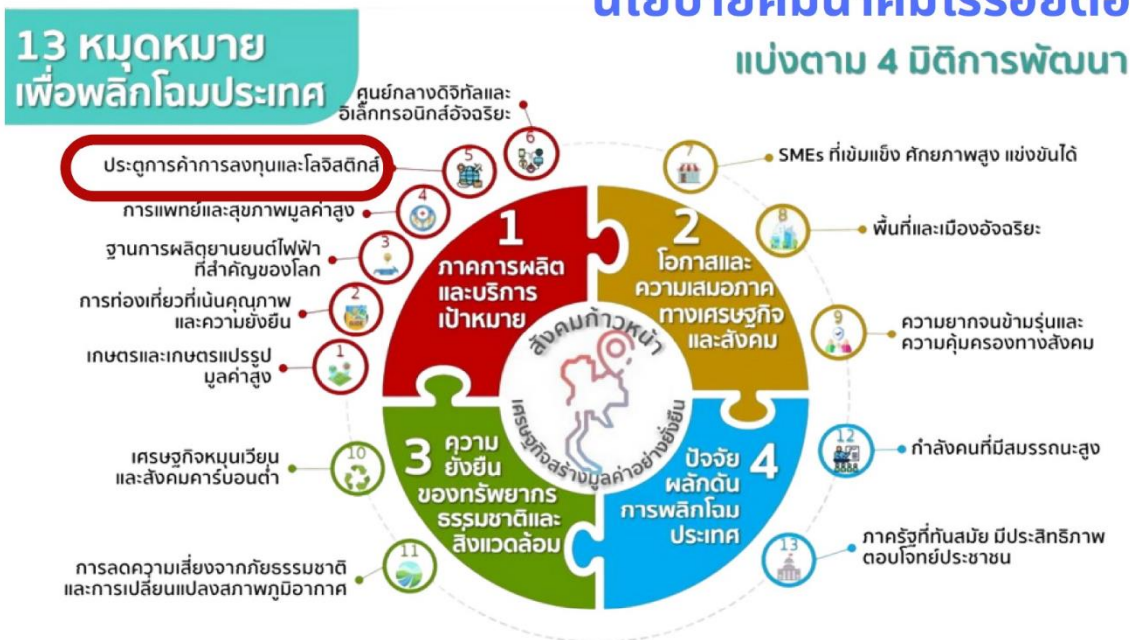 นโยบายคมนาคมไร้รอยต่อ
13 หมุดหมาย
เพื่อพลิกโฉมประเทศ
แบ่งตาม 4 มิติการพัฒนา
ศูนย์กลางดิจิทัลและ
อิเล็กทรอนิกส์อัจฉริยะ
6
ประตูการค้าการลงทุนและโลจิสติกส์
5
การแพทย์และสุขภาพมูลค่าสูง
4
ฐานการผลิตยานยนต์ไฟฟ้า
ที่สำคัญของโลก
3
การท่องเที่ยวที่เน้นคุณภาพ
และความยั่งยืน
2
เกษตรและเกษตรแปรรูป
มูลค่าสูง
1
1
ภาคการผลิต
และบริการ
เป้าหมาย
2
โอกาสและ
ความเสมอภาค
ทางเศรษฐกิจ
และสังคม
7
SMEs ที่เข้มแข็ง ศักยภาพสูง แข่งขันได้
8
พื้นที่และเมืองอัจฉริยะ
9
ความยากจนข้ามรุ่นและ
ความคุ้มครองทางสังคม
สังคมก้าวหน้า
เศรษฐกิจสร้างมูลค่าอย่างยั่งยืน
3 ความ
ยั่งยืน
ของทรัพยากร
ธรรมชาติและ
สิ่งแวดล้อม
เศรษฐกิจหมุนเวียน
และสังคมคาร์บอนต่ำ
10
การลดความเสี่ยงจากภัยธรรมชาติ
และการเปลี่ยนแปลงสภาพภูมิอากาศ
11
ปัจจัย 4
ผลักดัน
การพลิกโฉม
ประเทศ
12
กำลังคนที่มีสมรรถนะสูง
13
ภาครัฐที่ทันสมัย มีประสิทธิภาพ
ตอบโจทย์ประชาชน